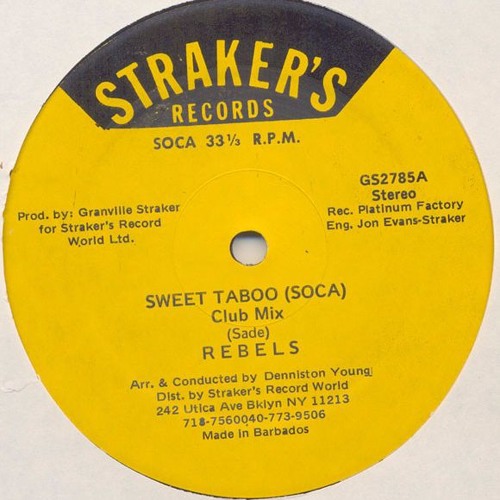 STRAKER'S
RECORDS
SOCA 33⅓ R.P.M.
GS2785A
Stereo
Rec. Platinum Factory
Eng. Jon Evans-Straker
Prod. by: Granville Straker
for Straker's Record
World Ltd.
SWEET TABOO (SOCA)
Club Mix
(Sade)
REBELS
Arr. & Conducted by Denniston Young
Dist. by Straker's Record World
242 Utica Ave Bklyn NY 11213
718-7560040-773-9506
Made in Barbados